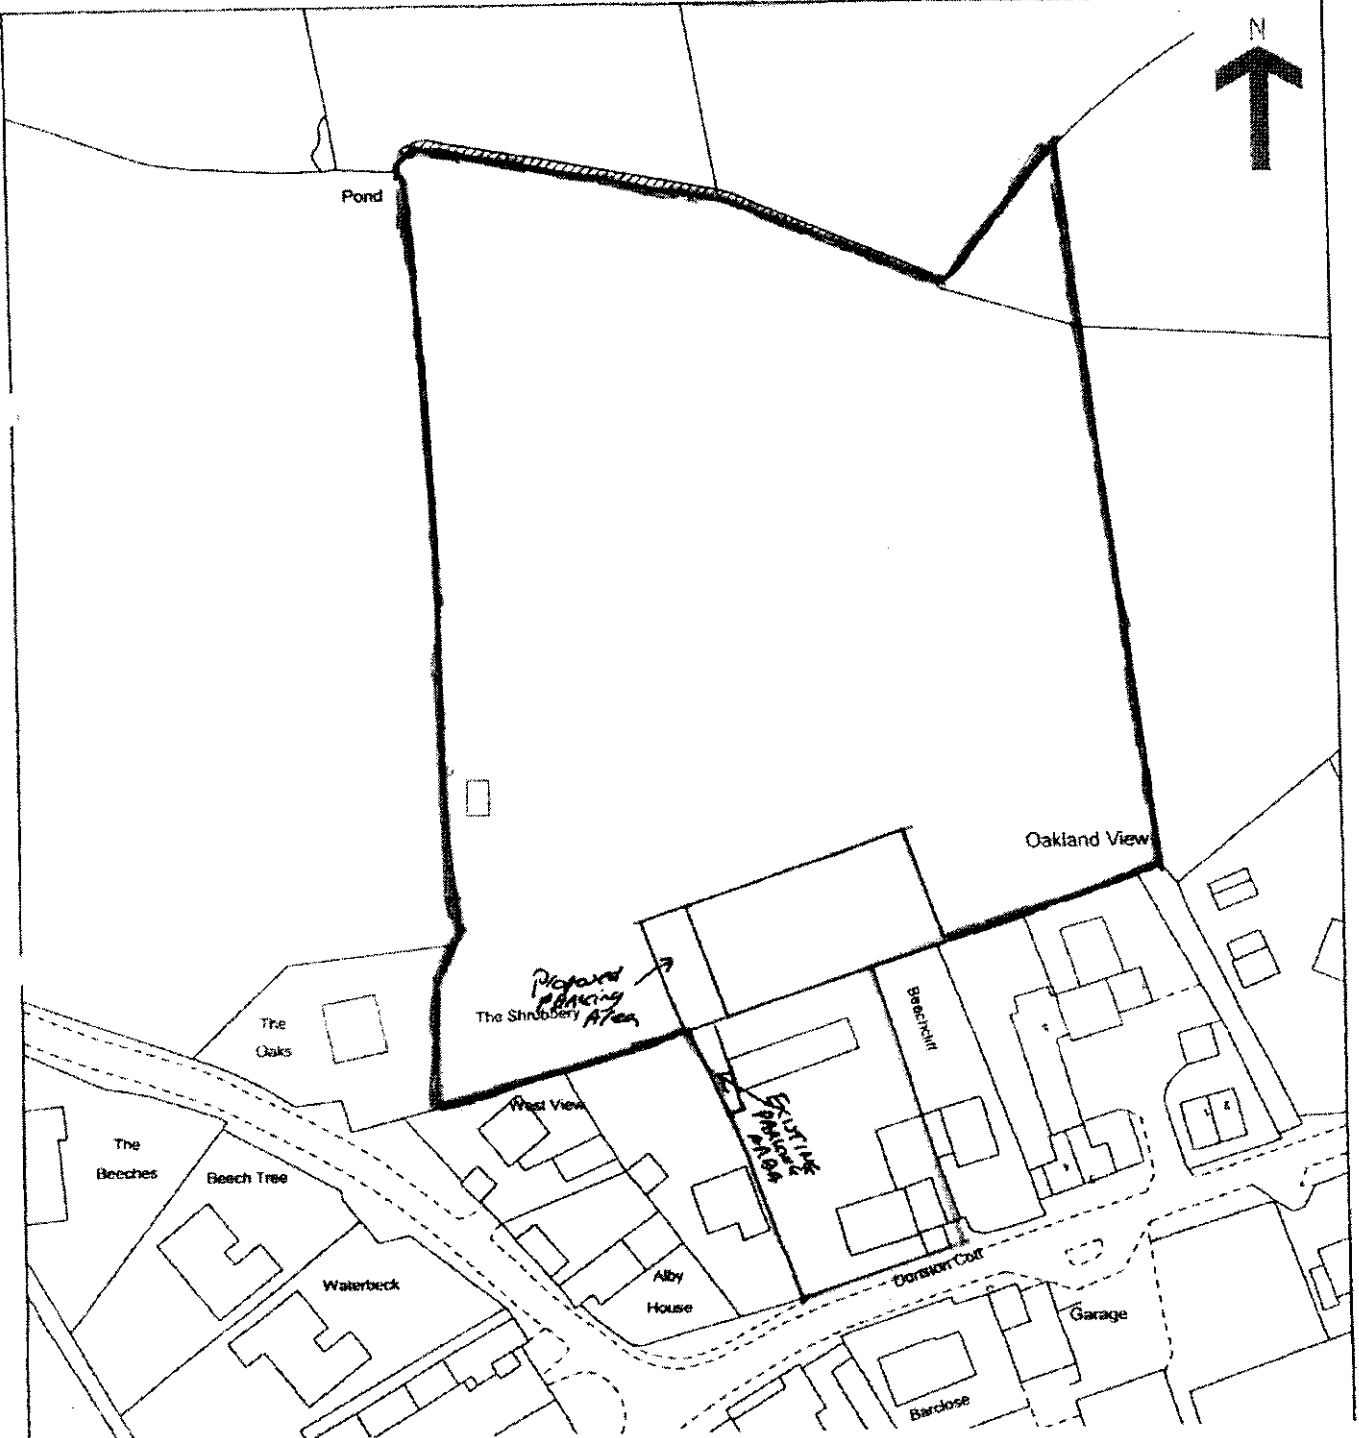 N
Pond
Oakland View
Proposed
PARKING
Area
The Shrubbery
Beechcliff
The
Oaks
West View
EXISTING
PARKING
AREA
The
Beeches
Beech Tree
Waterbeck
Alby
House
Garage
Barclose